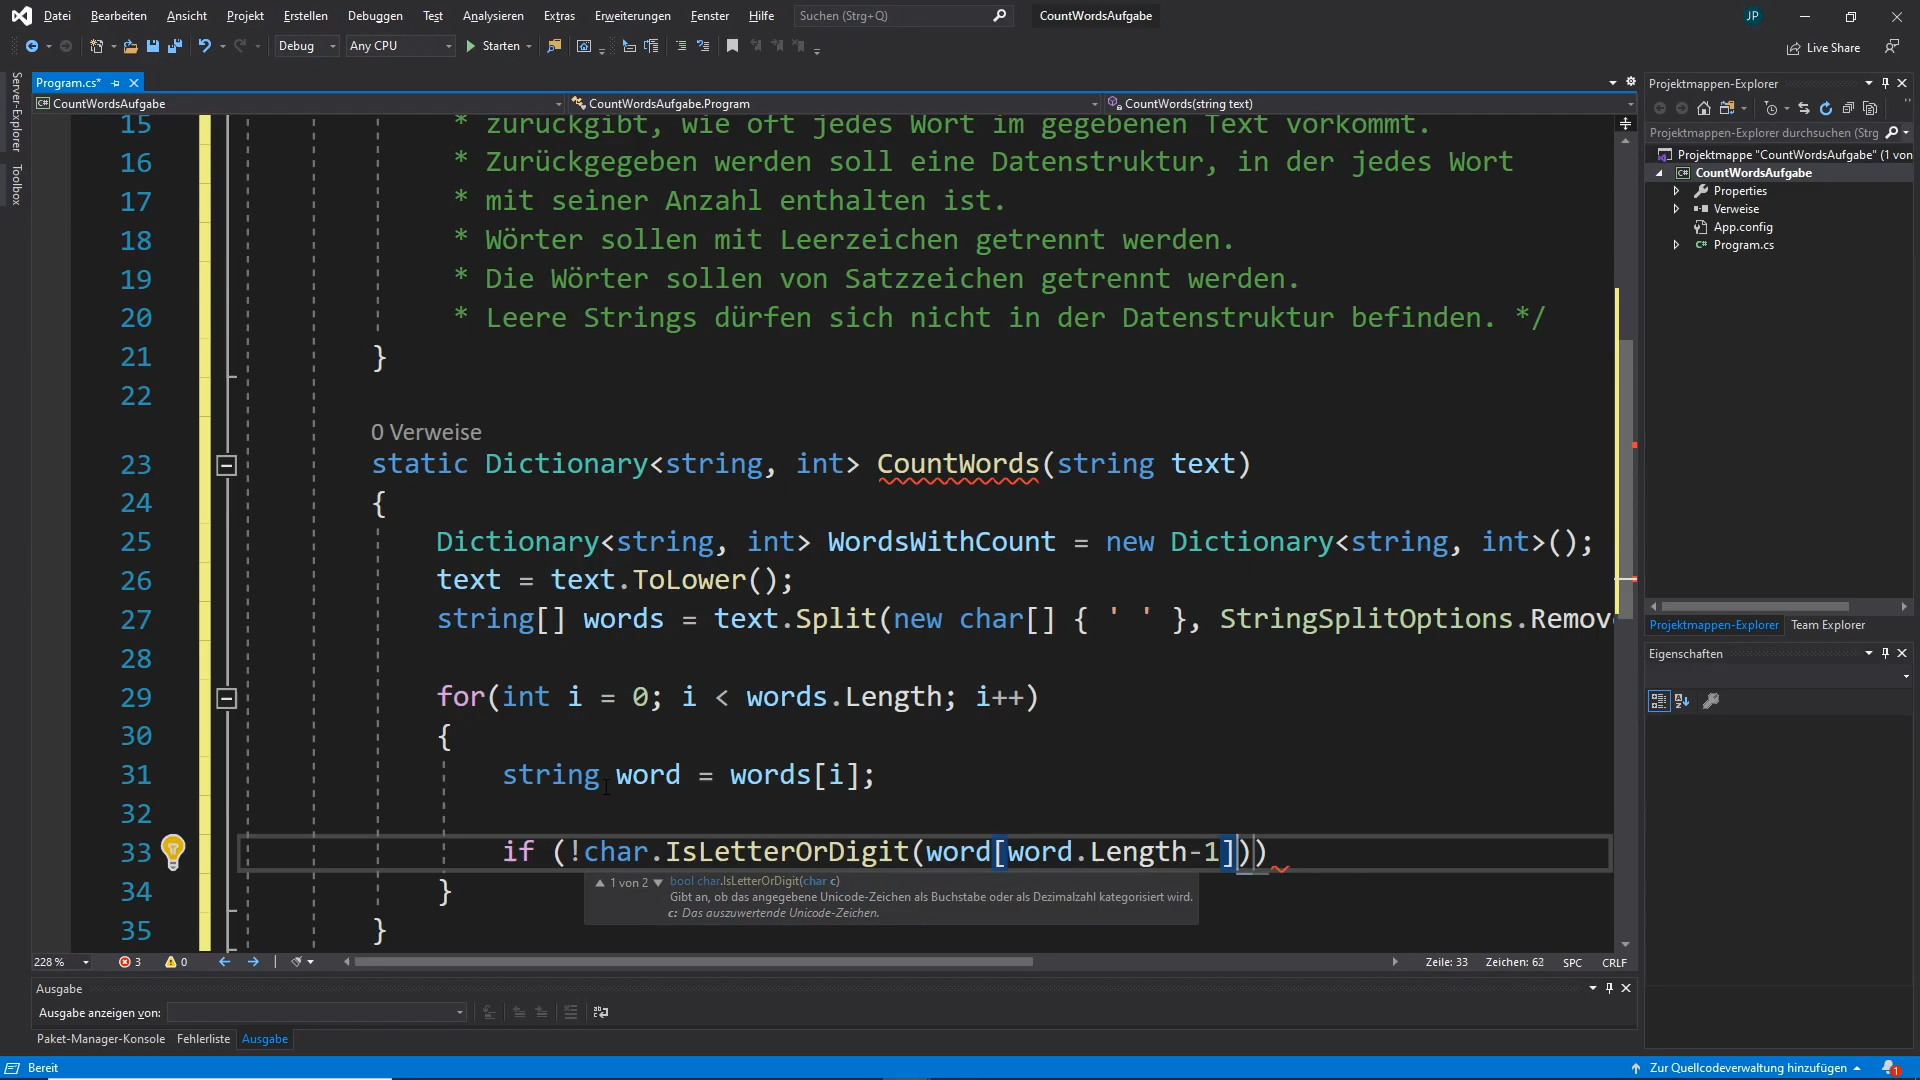 Datei Bearbeiten Ansicht Projekt Erstellen Debuggen Test Analysieren Extras Erweiterungen Fenster Hilfe Suchen (Strg+Q) CountWordsAufgabe JP
Debug Any CPU Starten Live Share
Program.cs* Projektmappen-Explorer
CountWordsAufgabe CountWordsAufgabe.Program CountWords(string text)
Server-Explorer
Toolbox
15 * zurückgibt, wie oft jedes Wort im gegebenen Text vorkommt.
16 * Zurückgegeben werden soll eine Datenstruktur, in der jedes Wort
17 * mit seiner Anzahl enthalten ist.
18 * Wörter sollen mit Leerzeichen getrennt werden.
19 * Die Wörter sollen von Satzzeichen getrennt werden.
20 * Leere Strings dürfen sich nicht in der Datenstruktur befinden. */
21 }
22
0 Verweise
23 static Dictionary<string, int> CountWords(string text)
24 {
25 Dictionary<string, int> WordsWithCount = new Dictionary<string, int>();
26 text = text.ToLower();
27 string[] words = text.Split(new char[] { ' ' }, StringSplitOptions.Remov
28
29 for(int i = 0; i < words.Length; i++)
30 {
31 string word = words[i];
32
33 if (!char.IsLetterOrDigit(word[word.Length-1]))
1 von 2 bool char.IsLetterOrDigit(char c)
Gibt an, ob das angegebene Unicode-Zeichen als Buchstabe oder als Dezimalzahl kategorisiert wird.
c: Das auszuwertende Unicode-Zeichen.
34 }
35 }
228 % 3 0 Zeile: 33 Zeichen: 62 SPC CRLF
Projektmappen-Explorer durchsuchen (Strg
Projektmappe "CountWordsAufgabe" (1 von
CountWordsAufgabe
Properties
Verweise
App.config
Program.cs
Projektmappen-Explorer Team Explorer
Eigenschaften
Ausgabe
Ausgabe anzeigen von:
Paket-Manager-Konsole Fehlerliste Ausgabe
Bereit Zur Quellcodeverwaltung hinzufügen 1